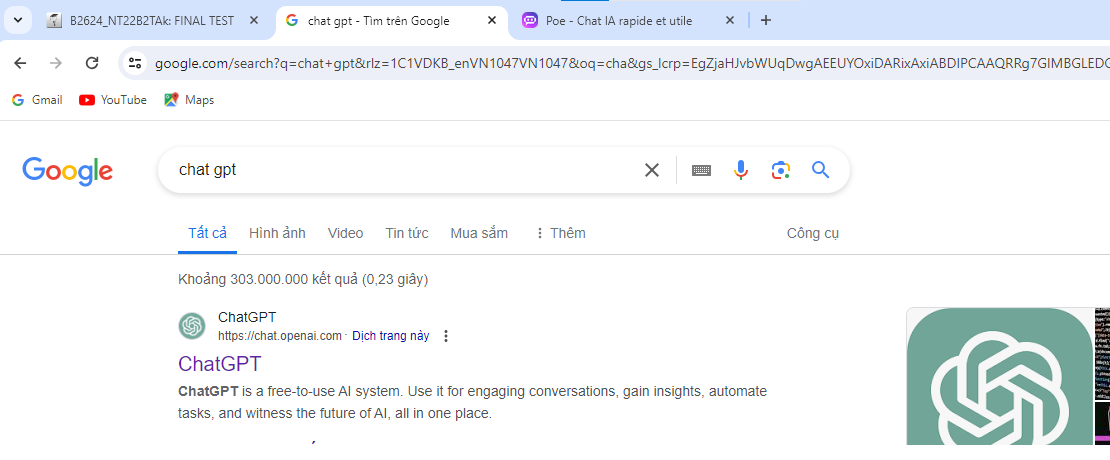 B2624_NT22B2TAk: FINAL TEST
chat gpt - Tìm trên Google
Poe - Chat IA rapide et utile
google.com/search?q=chat+gpt&rlz=1C1VDKB_enVN1047VN1047&oq=cha&gs_lcrp=EgZjaHJvbWUqDwgAEEUYOxiDARixAxiABDIPCAAQRRg7GIMBGLEDG
Gmail YouTube Maps
Google chat gpt
Tất cả Hình ảnh Video Tin tức Mua sắm Thêm Công cụ
Khoảng 303.000.000 kết quả (0,23 giây)
ChatGPT
https://chat.openai.com · Dịch trang này
ChatGPT
ChatGPT is a free-to-use AI system. Use it for engaging conversations, gain insights, automate
tasks, and witness the future of AI, all in one place.